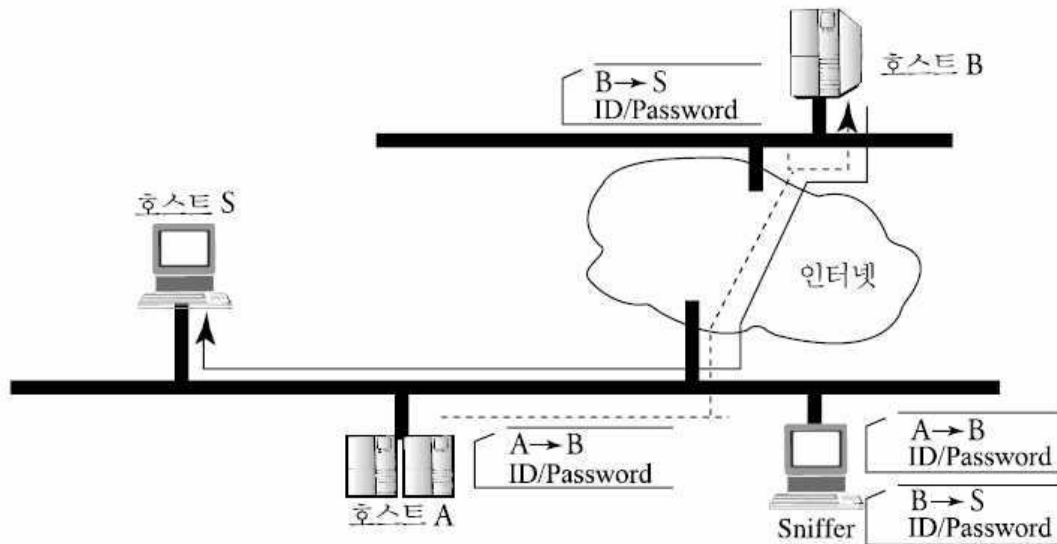 호스트 B
B→S
ID/Password
호스트 S
인터넷
A→B
ID/Password
호스트 A
A→B
ID/Password
B→S
ID/Password
Sniffer